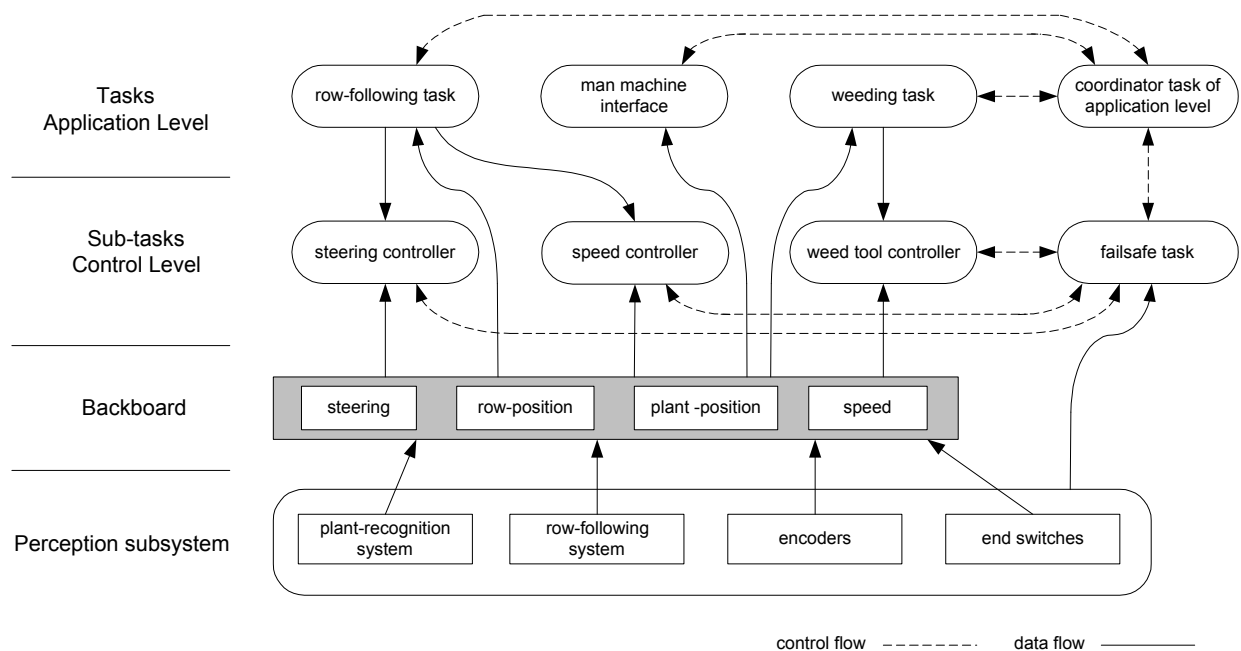 Tasks
Application Level
row-following task
man machine
interface
weeding task
coordinator task of
application level
Sub-tasks
Control Level
steering controller
speed controller
weed tool controller
failsafe task
Backboard
steering
row-position
plant -position
speed
Perception subsystem
plant-recognition
system
row-following
system
encoders
end switches
control flow
data flow